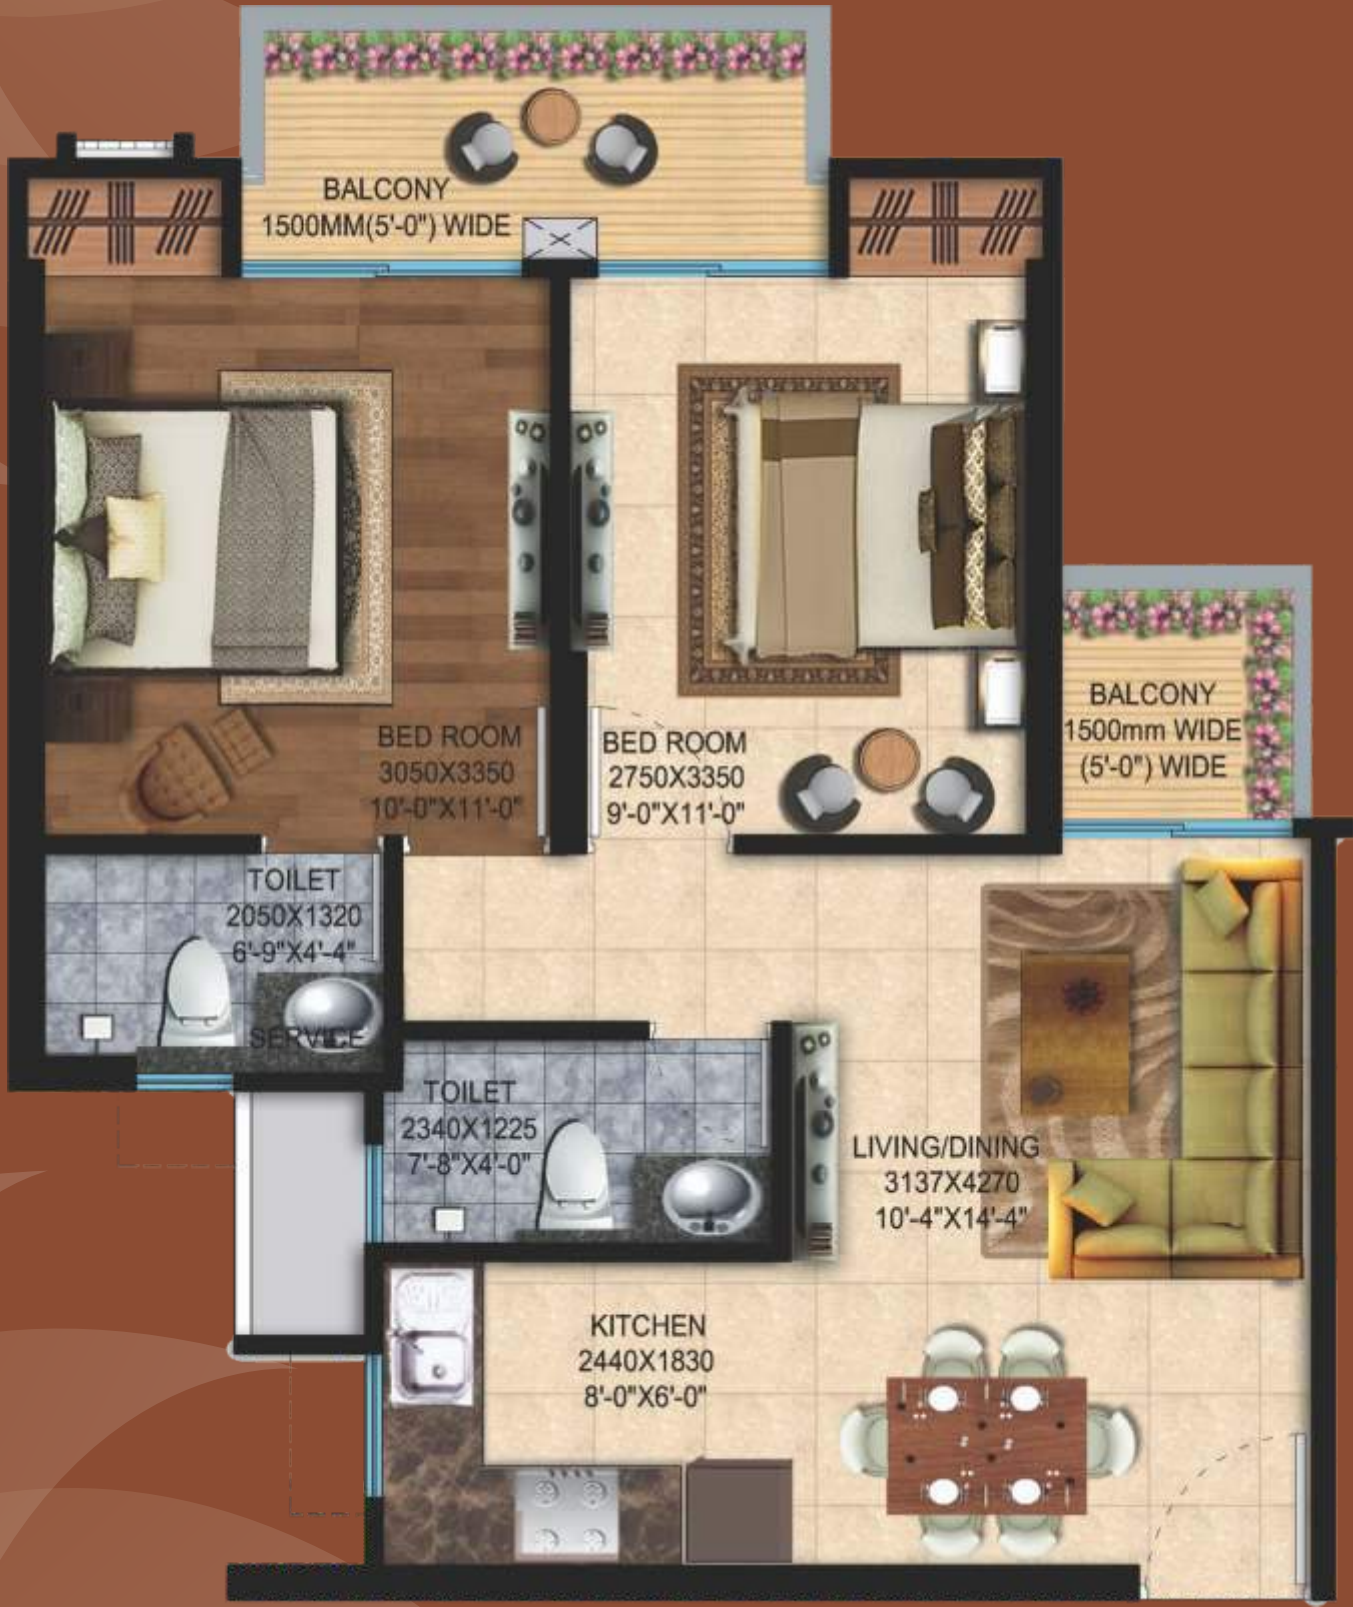 BALCONY
1500MM(5'-0") WIDE
BED ROOM
3050X3350
10'-0"X11'-0"
BED ROOM
2750X3350
9'-0"X11'-0"
BALCONY
1500mm WIDE
(5'-0") WIDE
TOILET
2050X1320
6'-9"X4'-4"
SERVICE
TOILET
2340X1225
7'-8"X4'-0"
LIVING/DINING
3137X4270
10'-4"X14'-4"
KITCHEN
2440X1830
8'-0"X6'-0"